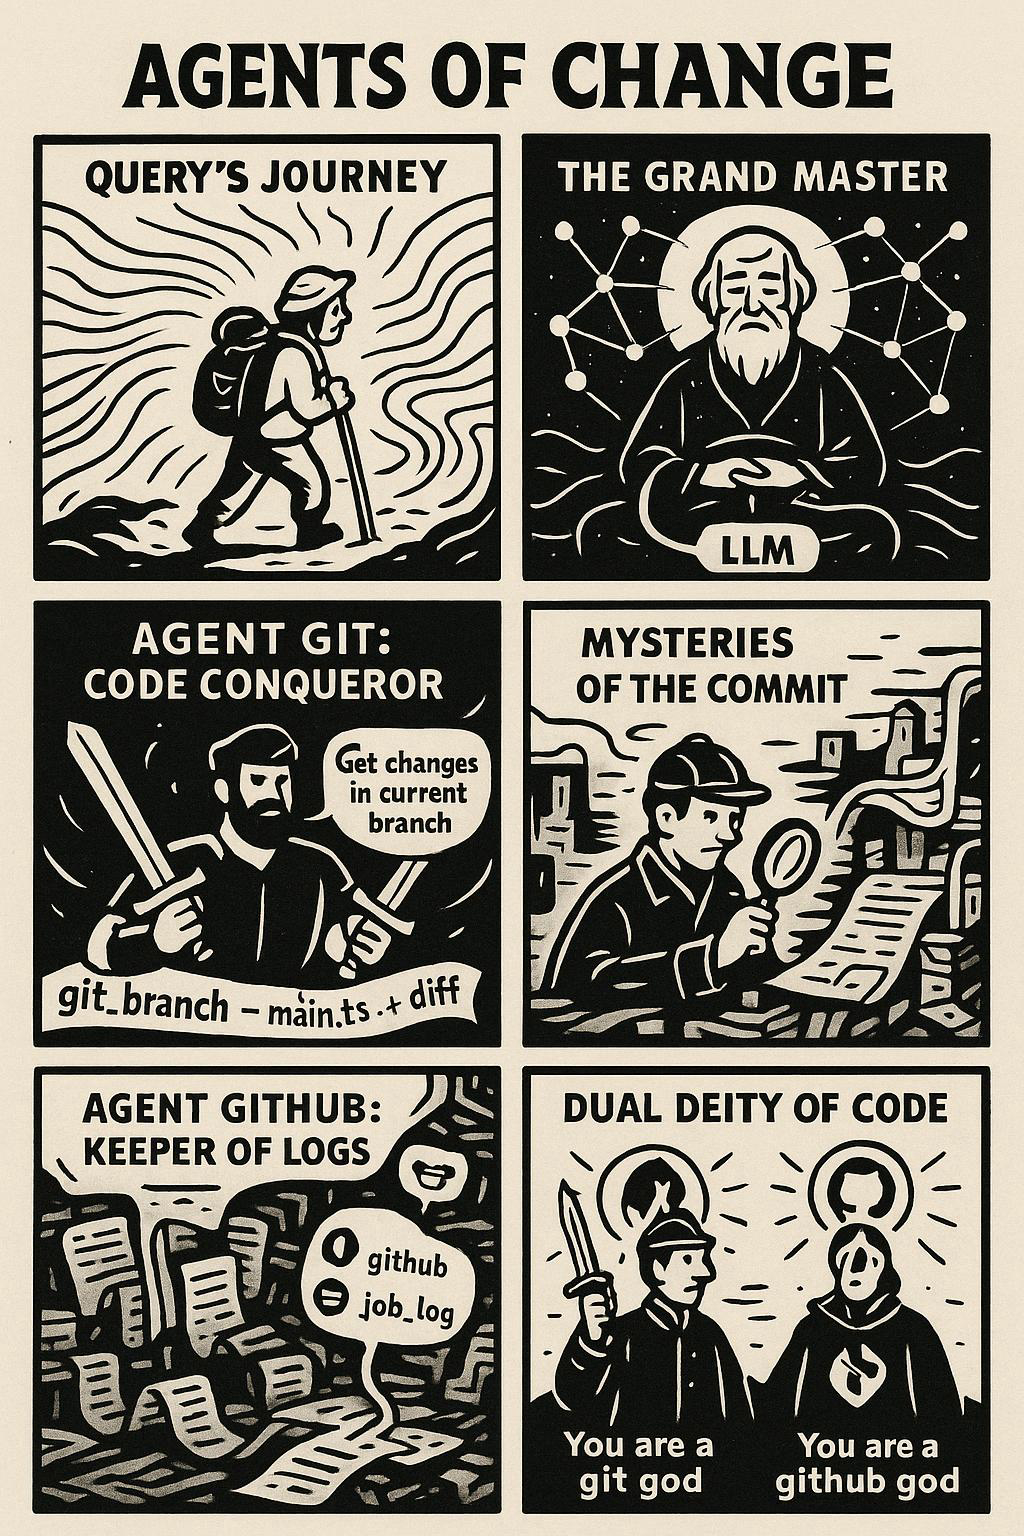 AGENTS OF CHANGE
QUERY'S JOURNEY
THE GRAND MASTER
LLM
AGENT GIT:
CODE CONQUEROR
Get changes
in current
branch
git_branch – main.ts .+ diff
MYSTERIES
OF THE COMMIT
AGENT GITHUB:
KEEPER OF LOGS
github
job_log
DUAL DEITY OF CODE
You are a
git god
You are a
github god